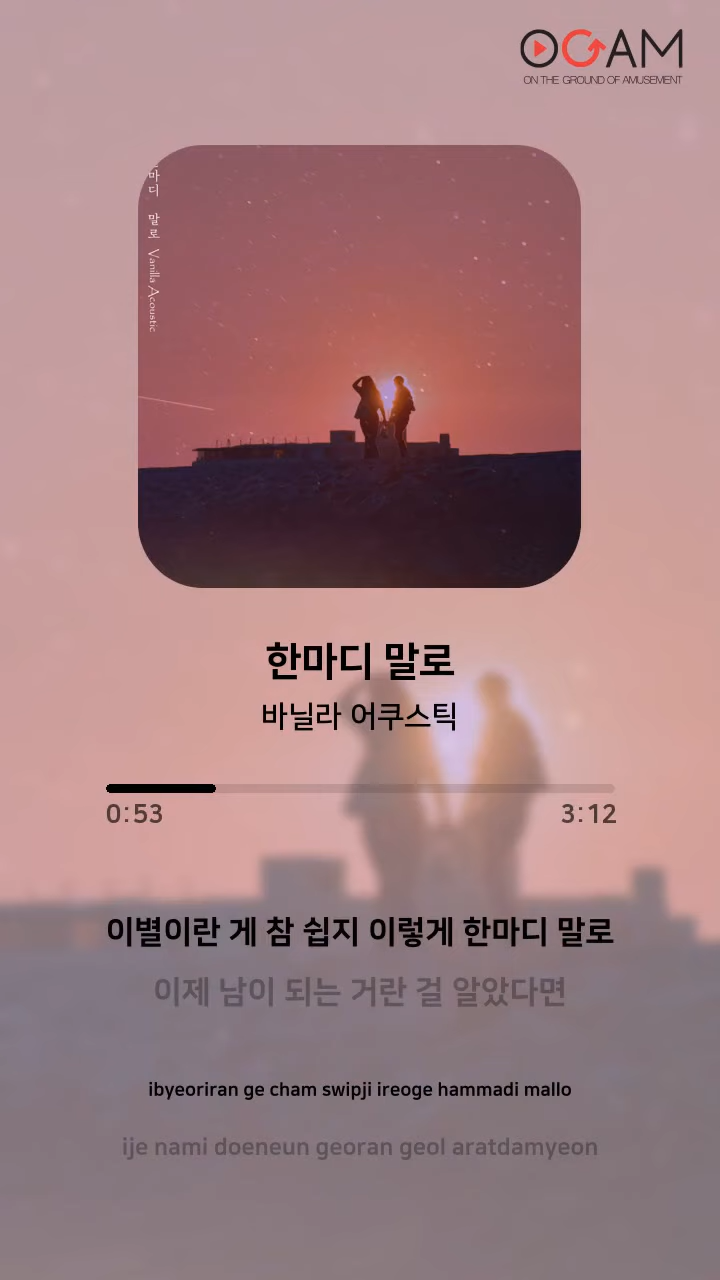 OGAM
ON THE GROUND OF AMUSEMENT
마디 말로 Vanilla Acoustic
한마디 말로
바닐라 어쿠스틱
0:53
3:12
이별이란 게 참 쉽지 이렇게 한마디 말로
이제 남이 되는 거란 걸 알았다면
ibyeoriran ge cham swipji ireoge hammadi mallo
ije nami doeneun georan geol aratdamyeon